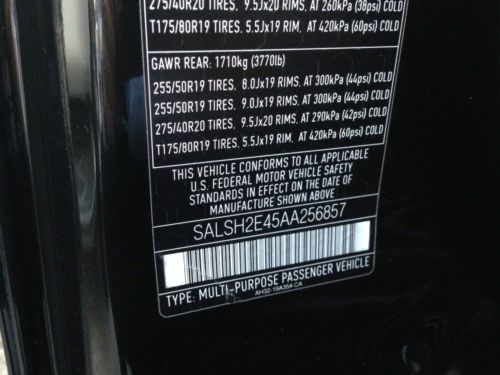 275/40R20 TIRES, 9.5Jx20 RIMS, AT 260kPa (38psi) COLD
T175/80R19 TIRES, 5.5Jx19 RIM, AT 420kPa (60psi) COLD
GAWR REAR: 1710kg (3770lb)
255/50R19 TIRES, 8.0Jx19 RIMS, AT 300kPa (44psi) COLD
255/50R19 TIRES, 9.0Jx19 RIMS, AT 300kPa (44psi) COLD
275/40R20 TIRES, 9.5Jx20 RIMS, AT 290kPa (42psi) COLD
T175/80R19 TIRES, 5.5Jx19 RIM, AT 420kPa (60psi) COLD
THIS VEHICLE CONFORMS TO ALL APPLICABLE
U.S. FEDERAL MOTOR VEHICLE SAFETY
STANDARDS IN EFFECT ON THE DATE OF
MANUFACTURE SHOWN ABOVE.
SALSH2E45AA256857
TYPE: MULTI-PURPOSE PASSENGER VEHICLE
AH32-19A354-CA